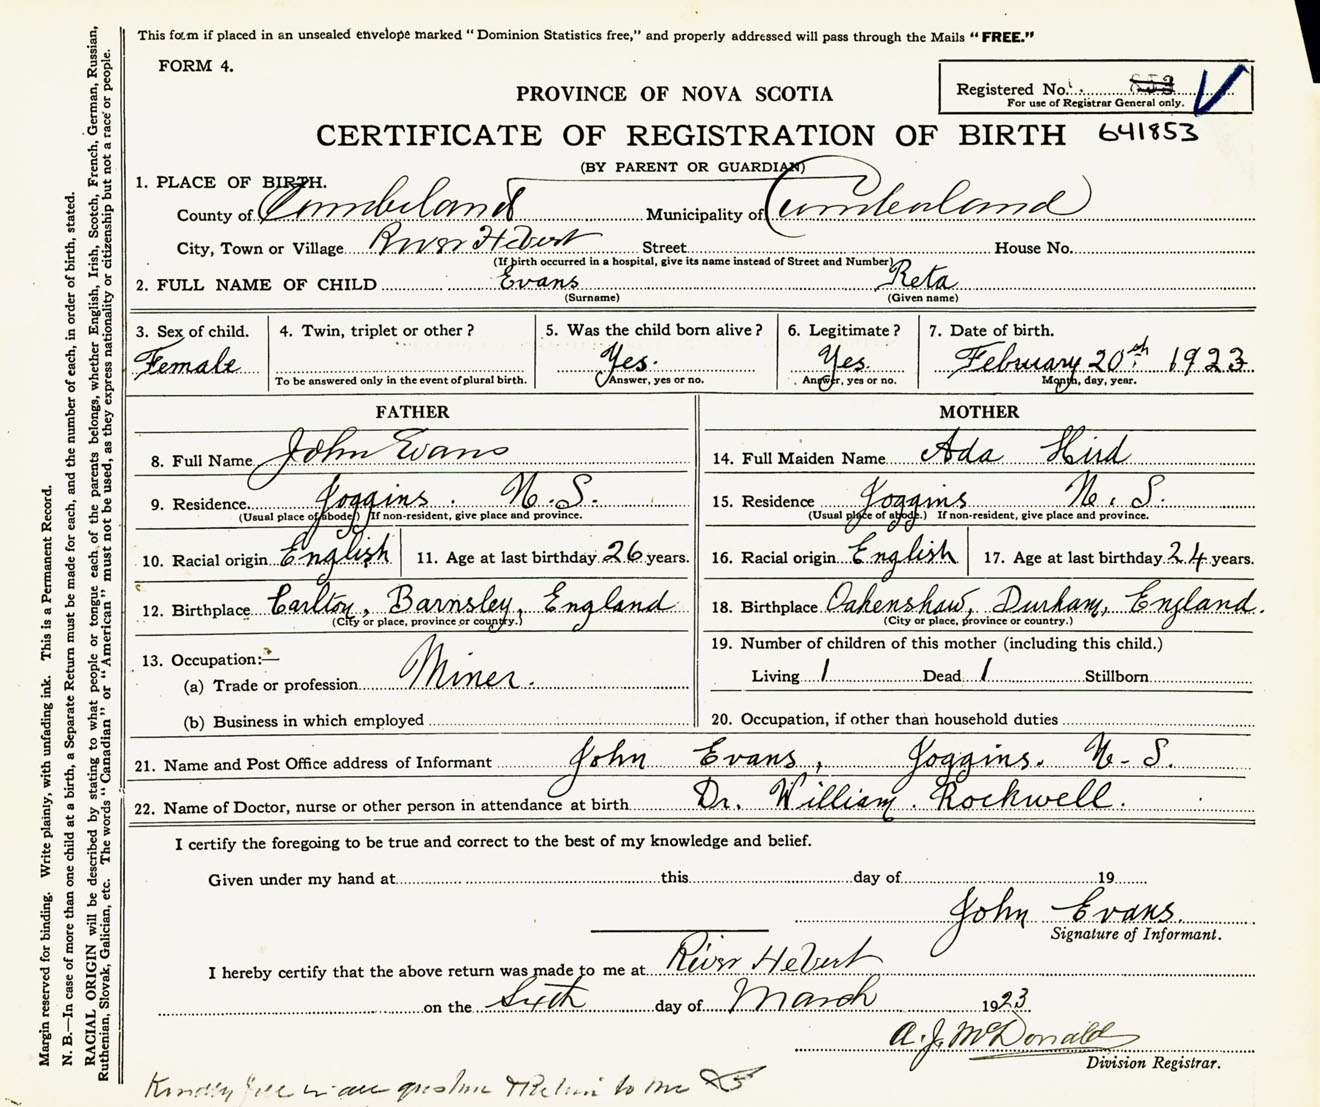 This form if placed in an unsealed envelope marked "Dominion Statistics free," and properly addressed will pass through the Mails "FREE."
FORM 4.
Registered No. 853
For use of Registrar General only.
PROVINCE OF NOVA SCOTIA
CERTIFICATE OF REGISTRATION OF BIRTH 641853
(BY PARENT OR GUARDIAN)
1. PLACE OF BIRTH.
County of Cumberland Municipality of Cumberland
City, Town or Village River Hebert Street House No.
(If birth occurred in a hospital, give its name instead of Street and Number)
2. FULL NAME OF CHILD Evans Reta
(Surname) (Given name)
3. Sex of child. 4. Twin, triplet or other? 5. Was the child born alive? 6. Legitimate? 7. Date of birth.
Female Yes. Yes. February 20th 1923
To be answered only in the event of plural birth. Answer, yes or no. Answer, yes or no. Month, day, year.
FATHER MOTHER
8. Full Name John Evans 14. Full Maiden Name Ada Hird
9. Residence Joggins. N.S. 15. Residence Joggins N.S.
(Usual place of abode.) If non-resident, give place and province. (Usual place of abode.) If non-resident, give place and province.
10. Racial origin English 11. Age at last birthday 26 years. 16. Racial origin English 17. Age at last birthday 24 years.
12. Birthplace Carlton, Barnsley, England 18. Birthplace Oakenshaw, Durham, England.
(City or place, province or country.) (City or place, province or country.)
13. Occupation:— 19. Number of children of this mother (including this child.)
(a) Trade or profession Miner. Living 1 Dead 1 Stillborn
(b) Business in which employed 20. Occupation, if other than household duties
21. Name and Post Office address of Informant John Evans, Joggins. N-S.
22. Name of Doctor, nurse or other person in attendance at birth Dr. William Rockwell.
I certify the foregoing to be true and correct to the best of my knowledge and belief.
Given under my hand at this day of 19
John Evans.
Signature of Informant.
I hereby certify that the above return was made to me at River Hebert
on the Sixth day of March 1923
A. J. McDonald
Division Registrar.
Kindly fill in all question & Return to me
Margin reserved for binding. Write plainly, with unfading ink. This is a Permanent Record.
N. B.—In case of more than one child at a birth, a Separate Return must be made for each, and the number of each, in order of birth, stated.
RACIAL ORIGIN will be described by stating to what people or tongue each of the parents belongs, whether English, Irish, Scotch, French, German, Russian,
Ruthenian, Slovak, Galician, etc. The words "Canadian" or "American" must not be used, as they express nationality or citizenship but not a race or people.